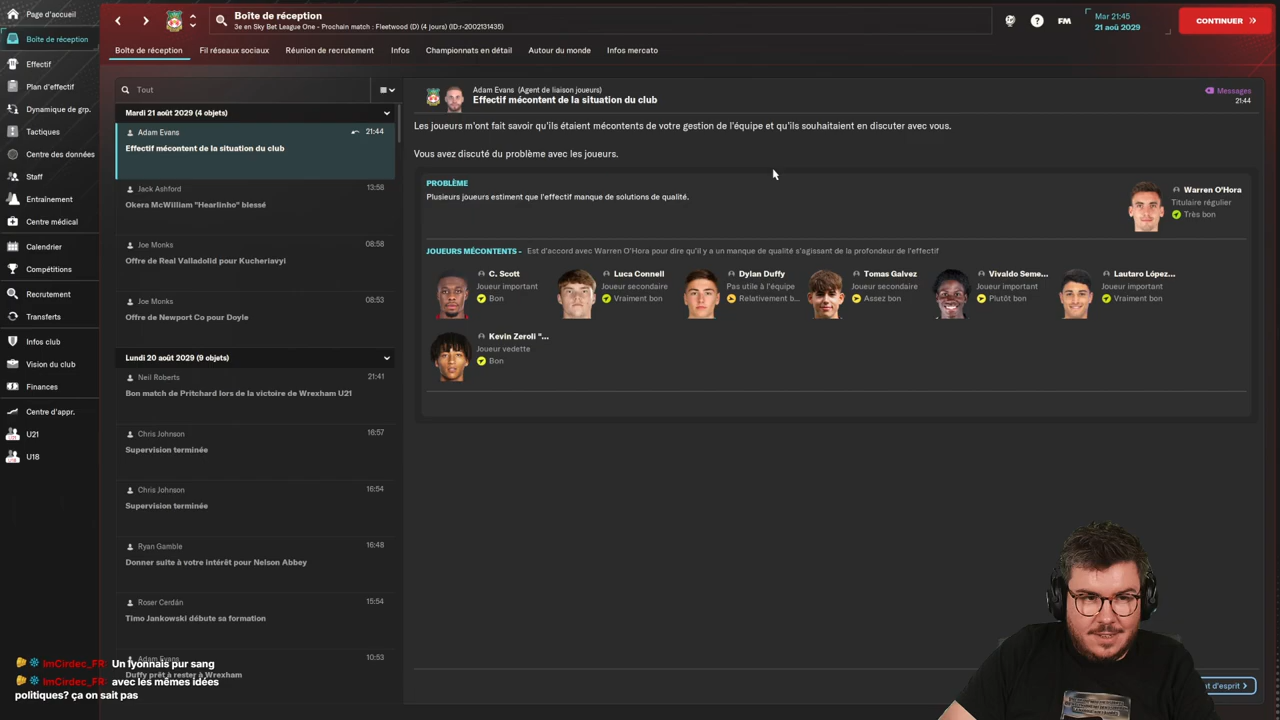 Page d'accueil
Boîte de réception
Effectif
Plan d'effectif
Dynamique de grp.
Tactiques
Centre des données
Staff
Entraînement
Centre médical
Calendrier
Compétitions
Recrutement
Transferts
Infos club
Vision du club
Finances
Centre d'appr.
U21
U18
Boîte de réception
3e en Sky Bet League One - Prochain match : Fleetwood (D) (4 jours) (ID:r-2002131435)
FM
Mar 21:45
21 août 2029
CONTINUER
Boîte de réception
Fil réseaux sociaux
Réunion de recrutement
Infos
Championnats en détail
Autour du monde
Infos mercato
Tout
Mardi 21 août 2029 (4 objets)
Adam Evans 21:44
Effectif mécontent de la situation du club
Jack Ashford 13:58
Okera McWilliam "Hearlinho" blessé
Joe Monks 08:58
Offre de Real Valladolid pour Kucheriavyi
Joe Monks 08:53
Offre de Newport Co pour Doyle
Lundi 20 août 2029 (9 objets)
Neil Roberts 21:41
Bon match de Pritchard lors de la victoire de Wrexham U21
Chris Johnson 16:57
Supervision terminée
Chris Johnson 16:54
Supervision terminée
Ryan Gamble 16:48
Donner suite à votre intérêt pour Nelson Abbey
Roser Cerdán 15:54
Timo Jankowski débute sa formation
Adam Evans 10:53
Duffy prêt à rester à Wrexham
Adam Evans (Agent de liaison joueurs)
Effectif mécontent de la situation du club
Messages
21:44
Les joueurs m'ont fait savoir qu'ils étaient mécontents de votre gestion de l'équipe et qu'ils souhaitaient en discuter avec vous.
Vous avez discuté du problème avec les joueurs.
PROBLÈME
Plusieurs joueurs estiment que l'effectif manque de solutions de qualité.
Warren O'Hora
Titulaire régulier
Très bon
JOUEURS MÉCONTENTS - Est d'accord avec Warren O'Hora pour dire qu'il y a un manque de qualité s'agissant de la profondeur de l'effectif
C. Scott
Joueur important
Bon
Luca Connell
Joueur secondaire
Vraiment bon
Dylan Duffy
Pas utile à l'équipe
Relativement b...
Tomas Galvez
Joueur secondaire
Assez bon
Vivaldo Seme...
Joueur important
Plutôt bon
Lautaro López...
Joueur important
Vraiment bon
Kevin Zeroli "...
Joueur vedette
Bon
t d'esprit
ImCirdec_FR: Un lyonnais pur sang
ImCirdec_FR: avec les mêmes idées
politiques? ça on sait pas